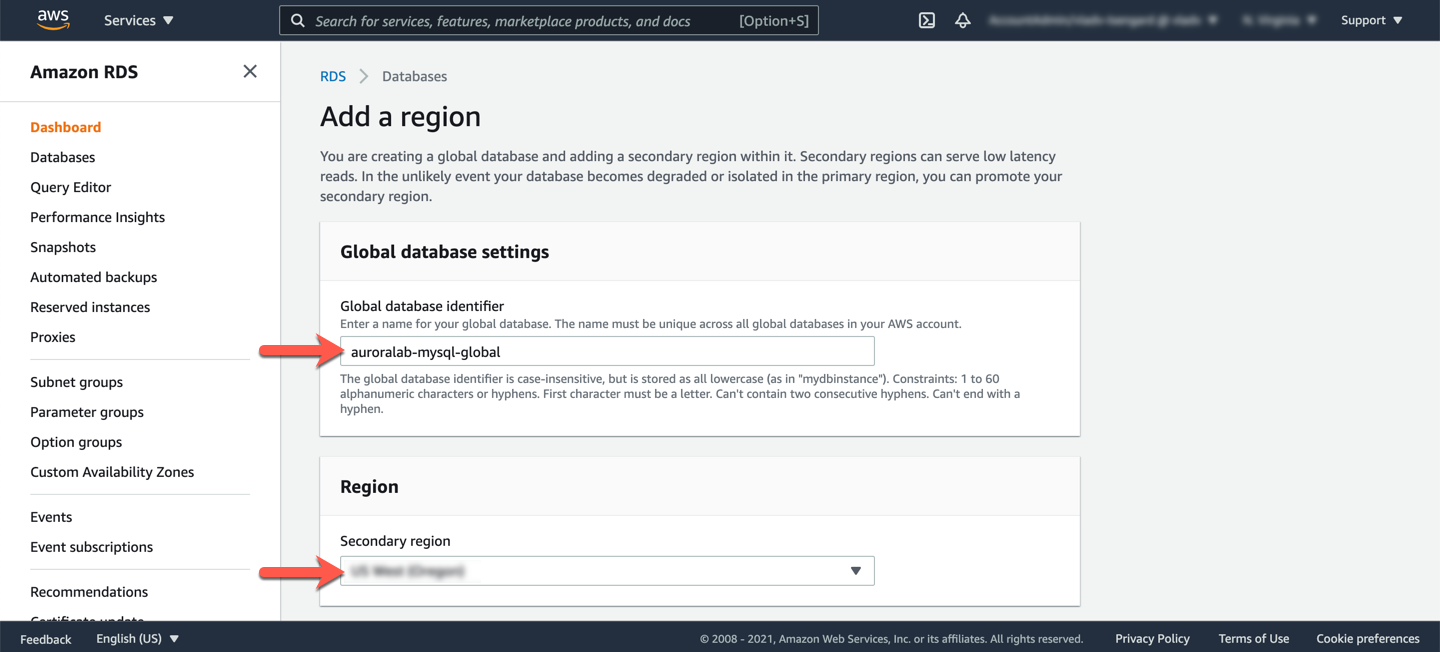 aws
Services
Search for services, features, marketplace products, and docs [Option+S]
Support
Amazon RDS
Dashboard
Databases
Query Editor
Performance Insights
Snapshots
Automated backups
Reserved instances
Proxies
Subnet groups
Parameter groups
Option groups
Custom Availability Zones
Events
Event subscriptions
Recommendations
Certificate update
RDS > Databases
Add a region
You are creating a global database and adding a secondary region within it. Secondary regions can serve low latency
reads. In the unlikely event your database becomes degraded or isolated in the primary region, you can promote your
secondary region.
Global database settings
Global database identifier
Enter a name for your global database. The name must be unique across all global databases in your AWS account.
auroralab-mysql-global
The global database identifier is case-insensitive, but is stored as all lowercase (as in "mydbinstance"). Constraints: 1 to 60
alphanumeric characters or hyphens. First character must be a letter. Can't contain two consecutive hyphens. Can't end with a
hyphen.
Region
Secondary region
US West (Oregon)
Feedback
English (US)
© 2008 - 2021, Amazon Web Services, Inc. or its affiliates. All rights reserved.
Privacy Policy
Terms of Use
Cookie preferences